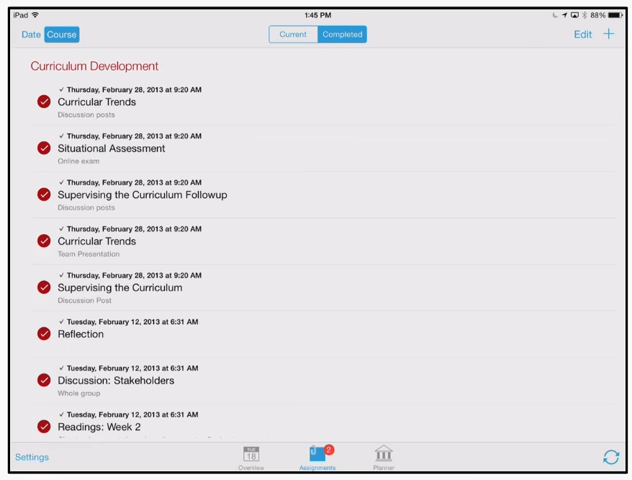 iPad
1:45 PM
88%
Date Course
Current Completed
Edit
Curriculum Development
✓ Thursday, February 28, 2013 at 9:20 AM
Curricular Trends
Discussion posts
✓ Thursday, February 28, 2013 at 9:20 AM
Situational Assessment
Online exam
✓ Thursday, February 28, 2013 at 9:20 AM
Supervising the Curriculum Followup
Discussion posts
✓ Thursday, February 28, 2013 at 9:20 AM
Curricular Trends
Team Presentation
✓ Thursday, February 28, 2013 at 9:20 AM
Supervising the Curriculum
Discussion Post
✓ Tuesday, February 12, 2013 at 6:31 AM
Reflection
✓ Tuesday, February 12, 2013 at 6:31 AM
Discussion: Stakeholders
Whole group
✓ Tuesday, February 12, 2013 at 6:31 AM
Readings: Week 2
Settings
18
Overview
2
Assignments
Planner